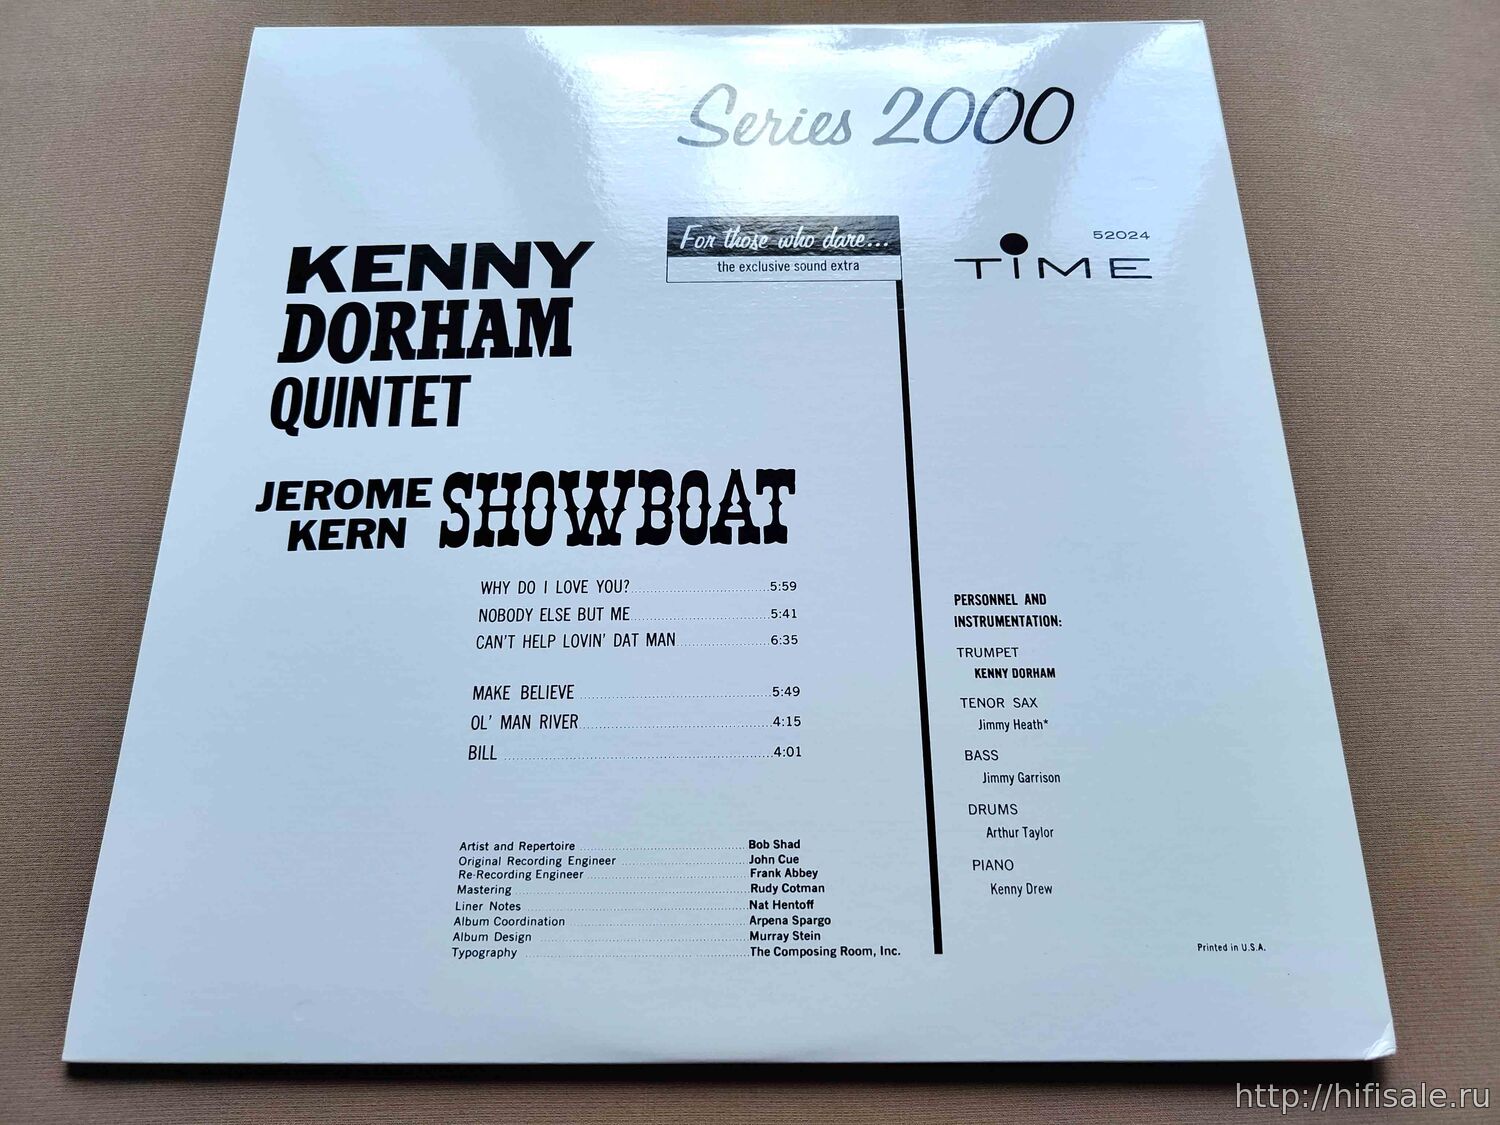 Series 2000
For those who dare...
the exclusive sound extra
52024
TIME
KENNY
DORHAM
QUINTET
JEROME
KERN
SHOWBOAT
WHY DO I LOVE YOU? 5:59
NOBODY ELSE BUT ME 5:41
CAN'T HELP LOVIN' DAT MAN 6:35
MAKE BELIEVE 5:49
OL' MAN RIVER 4:15
BILL 4:01
Artist and Repertoire Bob Shad
Original Recording Engineer John Cue
Re-Recording Engineer Frank Abbey
Mastering Rudy Cotman
Liner Notes Nat Hentoff
Album Coordination Arpena Spargo
Album Design Murray Stein
Typography The Composing Room, Inc.
PERSONNEL AND
INSTRUMENTATION:
TRUMPET
KENNY DORHAM
TENOR SAX
Jimmy Heath*
BASS
Jimmy Garrison
DRUMS
Arthur Taylor
PIANO
Kenny Drew
Printed in U.S.A.
http://hifisale.ru